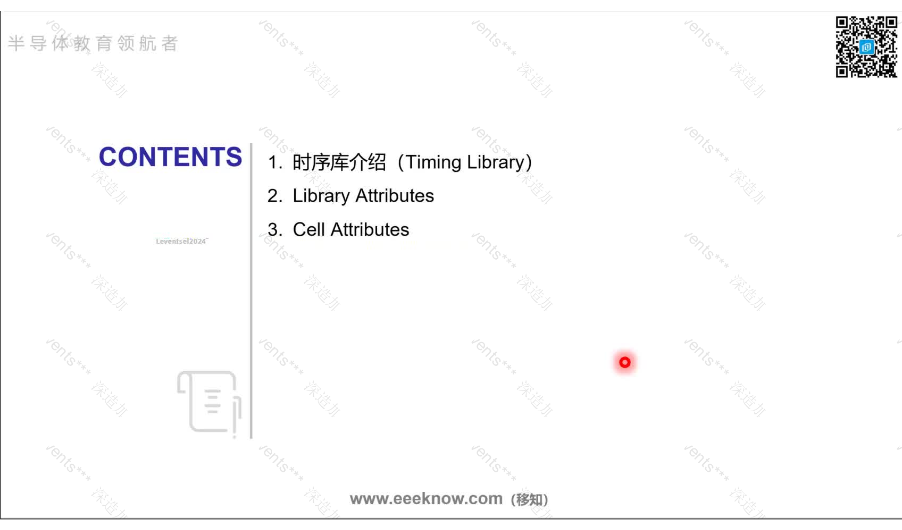 半导体教育领航者
CONTENTS
1. 时序库介绍（Timing Library）
2. Library Attributes
3. Cell Attributes
www.eeeknow.com（移知）